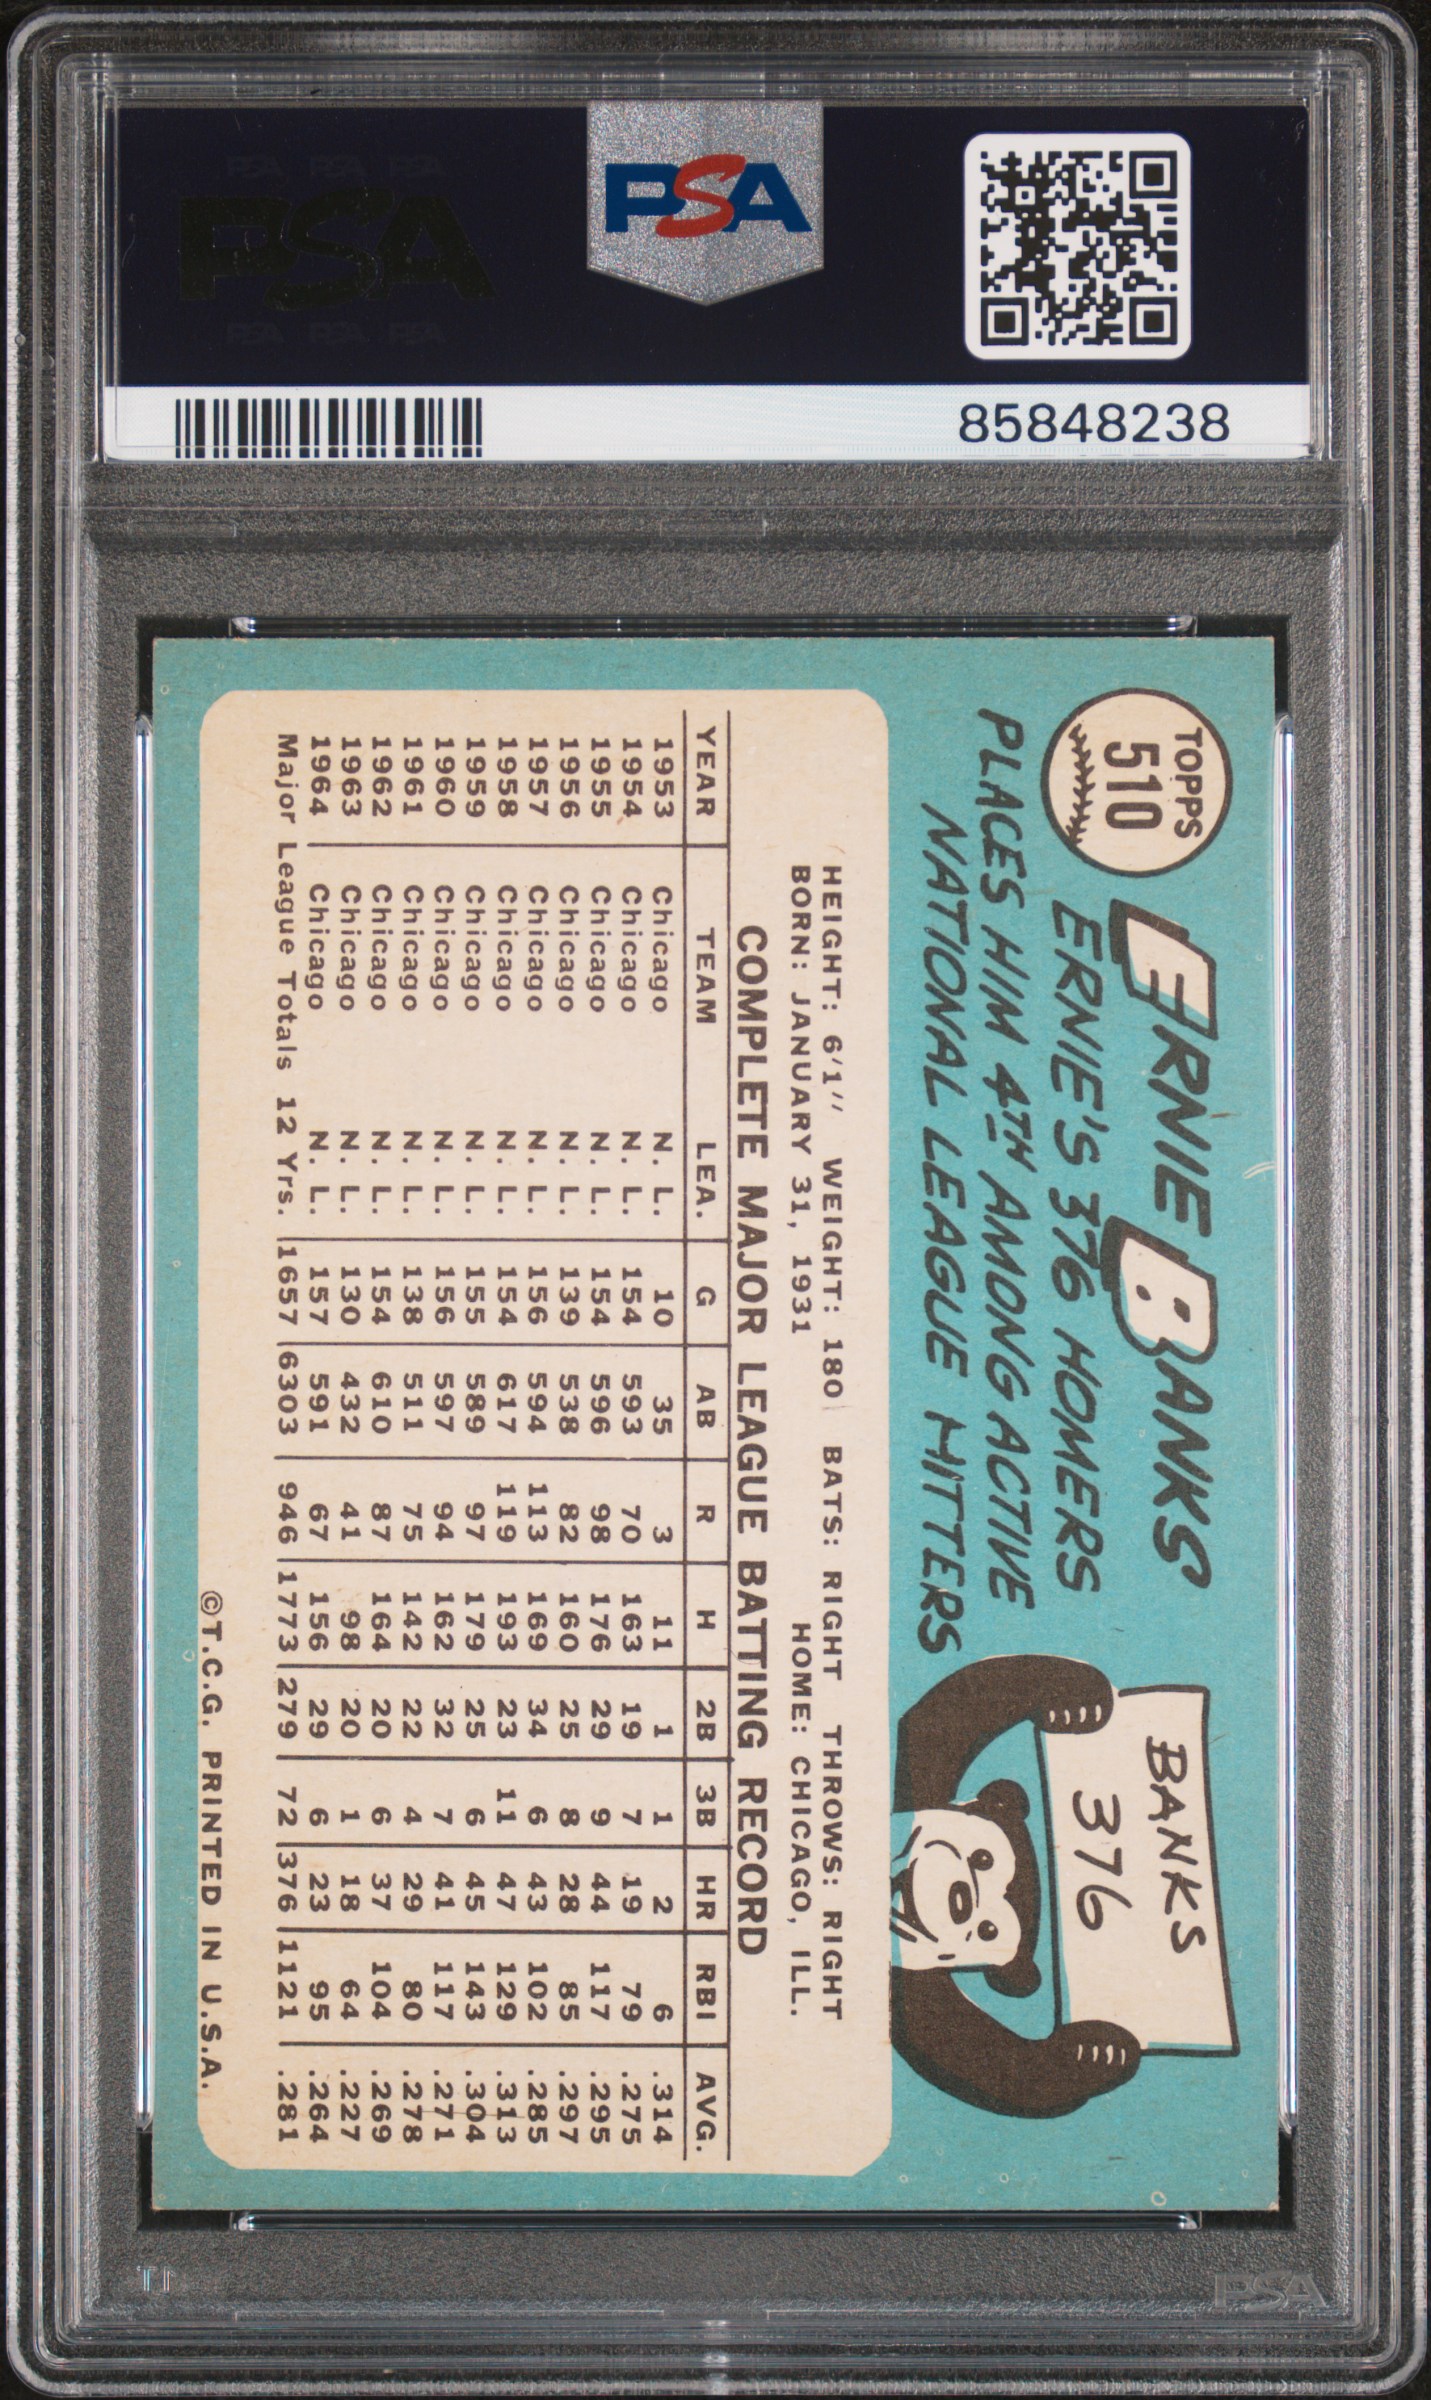 PSA PSA PSA
PSA
PSA PSA PSA
PSA
85848238
TOPPS
510
ERNIE BANKS
ERNIE'S 376 HOMERS
PLACES HIM 4TH AMONG ACTIVE
NATIONAL LEAGUE HITTERS
BANKS
376
HEIGHT: 6'1" WEIGHT: 180 BATS: RIGHT THROWS: RIGHT
BORN: JANUARY 31, 1931 HOME: CHICAGO, ILL.
COMPLETE MAJOR LEAGUE BATTING RECORD
YEAR TEAM LEA. G AB R H 2B 3B HR RBI AVG.
1953 Chicago N. L. 10 35 3 11 1 1 2 6 .314
1954 Chicago N. L. 154 593 70 163 19 7 19 79 .275
1955 Chicago N. L. 154 596 98 176 29 9 44 117 .295
1956 Chicago N. L. 139 538 82 160 25 8 28 85 .297
1957 Chicago N. L. 156 594 113 169 34 6 43 102 .285
1958 Chicago N. L. 154 617 119 193 23 11 47 129 .313
1959 Chicago N. L. 155 589 97 179 25 6 45 143 .304
1960 Chicago N. L. 156 597 94 162 32 7 41 117 .271
1961 Chicago N. L. 138 511 75 142 22 4 29 80 .278
1962 Chicago N. L. 154 610 87 164 20 6 37 104 .269
1963 Chicago N. L. 130 432 41 98 20 1 18 64 .227
1964 Chicago N. L. 157 591 67 156 29 6 23 95 .264
Major League Totals 12 Yrs. 1657 6303 946 1773 279 72 376 1121 .281
©T.C.G. PRINTED IN U.S.A.
PSA